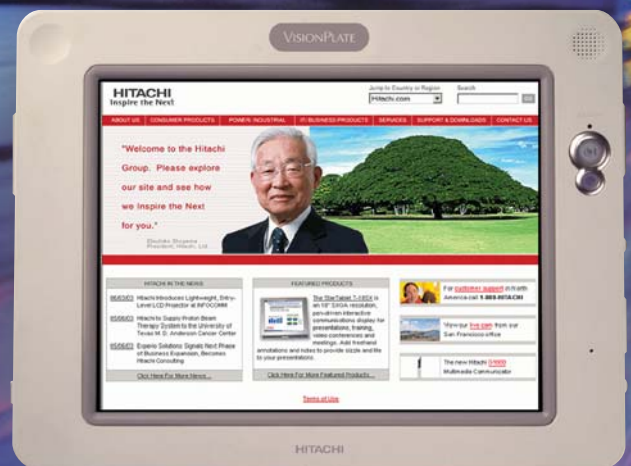 VISIONPLATE
HITACHI
Inspire the Next
Jump to Country or Region
Search
Hitachi.com
ABOUT US | CONSUMER PRODUCTS | POWER/ INDUSTRIAL | IT/ BUSINESS PRODUCTS | SERVICES | SUPPORT & DOWNLOADS | CONTACT US
"Welcome to the Hitachi
Group. Please explore
our site and see how
we Inspire the Next
for you."
President, Hitachi, Ltd.
HITACHI IN THE NEWS
Hitachi Introduces Lightweight, Entry-
Level LCD Projector at INFOCOMM
Hitachi to Supply Proton Beam
Therapy System to the University of
Texas M. D. Anderson Cancer Center
Experio Solutions Signals Next Phase
of Business Expansion, Becomes
Hitachi Consulting
Click Here For More News...
FEATURED PRODUCTS
The StarTablet T-18SX is
an 18" SXGA resolution,
pen-driven interactive
communications display for
presentations, training,
video conferences and
meetings. Add freehand
annotations and notes to provide sizzle and life
to your presentations.
Click Here For More Featured Products...
For customer support in North
America call 1-800-HITACHI
View our live cam from our
San Francisco office
The new Hitachi
Multimedia Communicator
Terms of Use
HITACHI